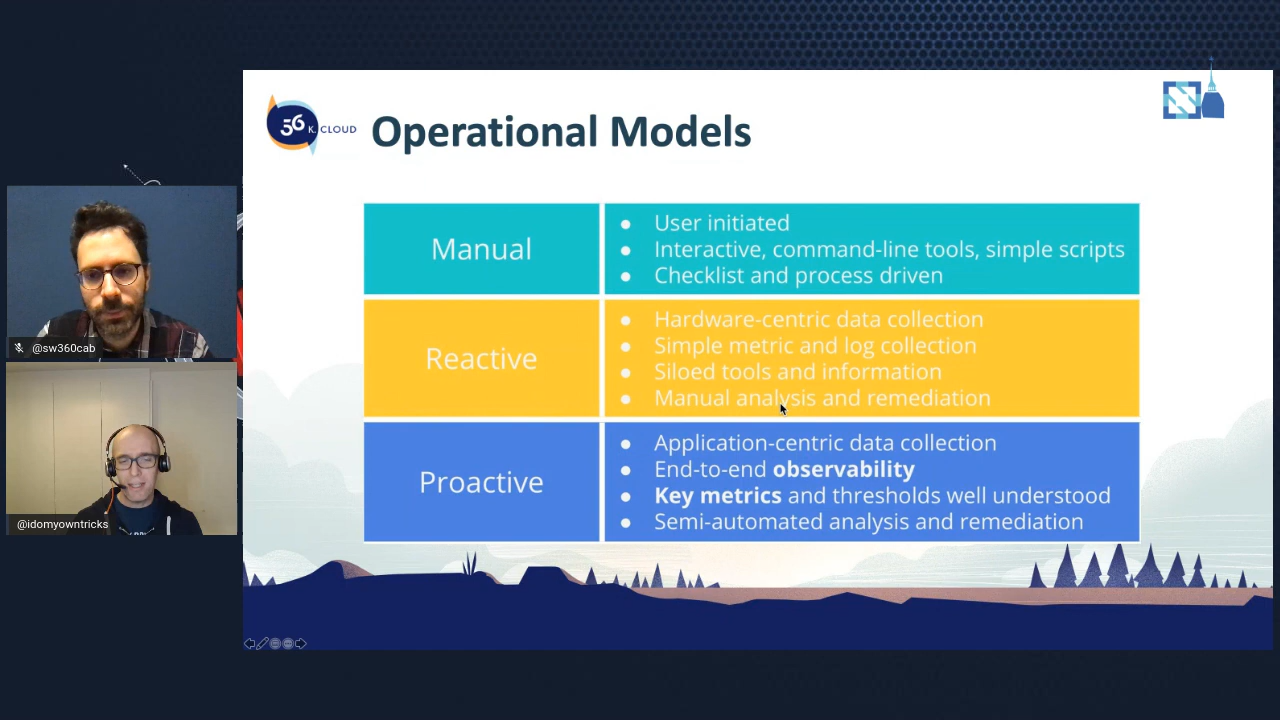 56 K. CLOUD
Operational Models
Manual
● User initiated
● Interactive, command-line tools, simple scripts
● Checklist and process driven
Reactive
● Hardware-centric data collection
● Simple metric and log collection
● Siloed tools and information
● Manual analysis and remediation
Proactive
● Application-centric data collection
● End-to-end observability
● Key metrics and thresholds well understood
● Semi-automated analysis and remediation
@sw360cab
@idomyowntricks